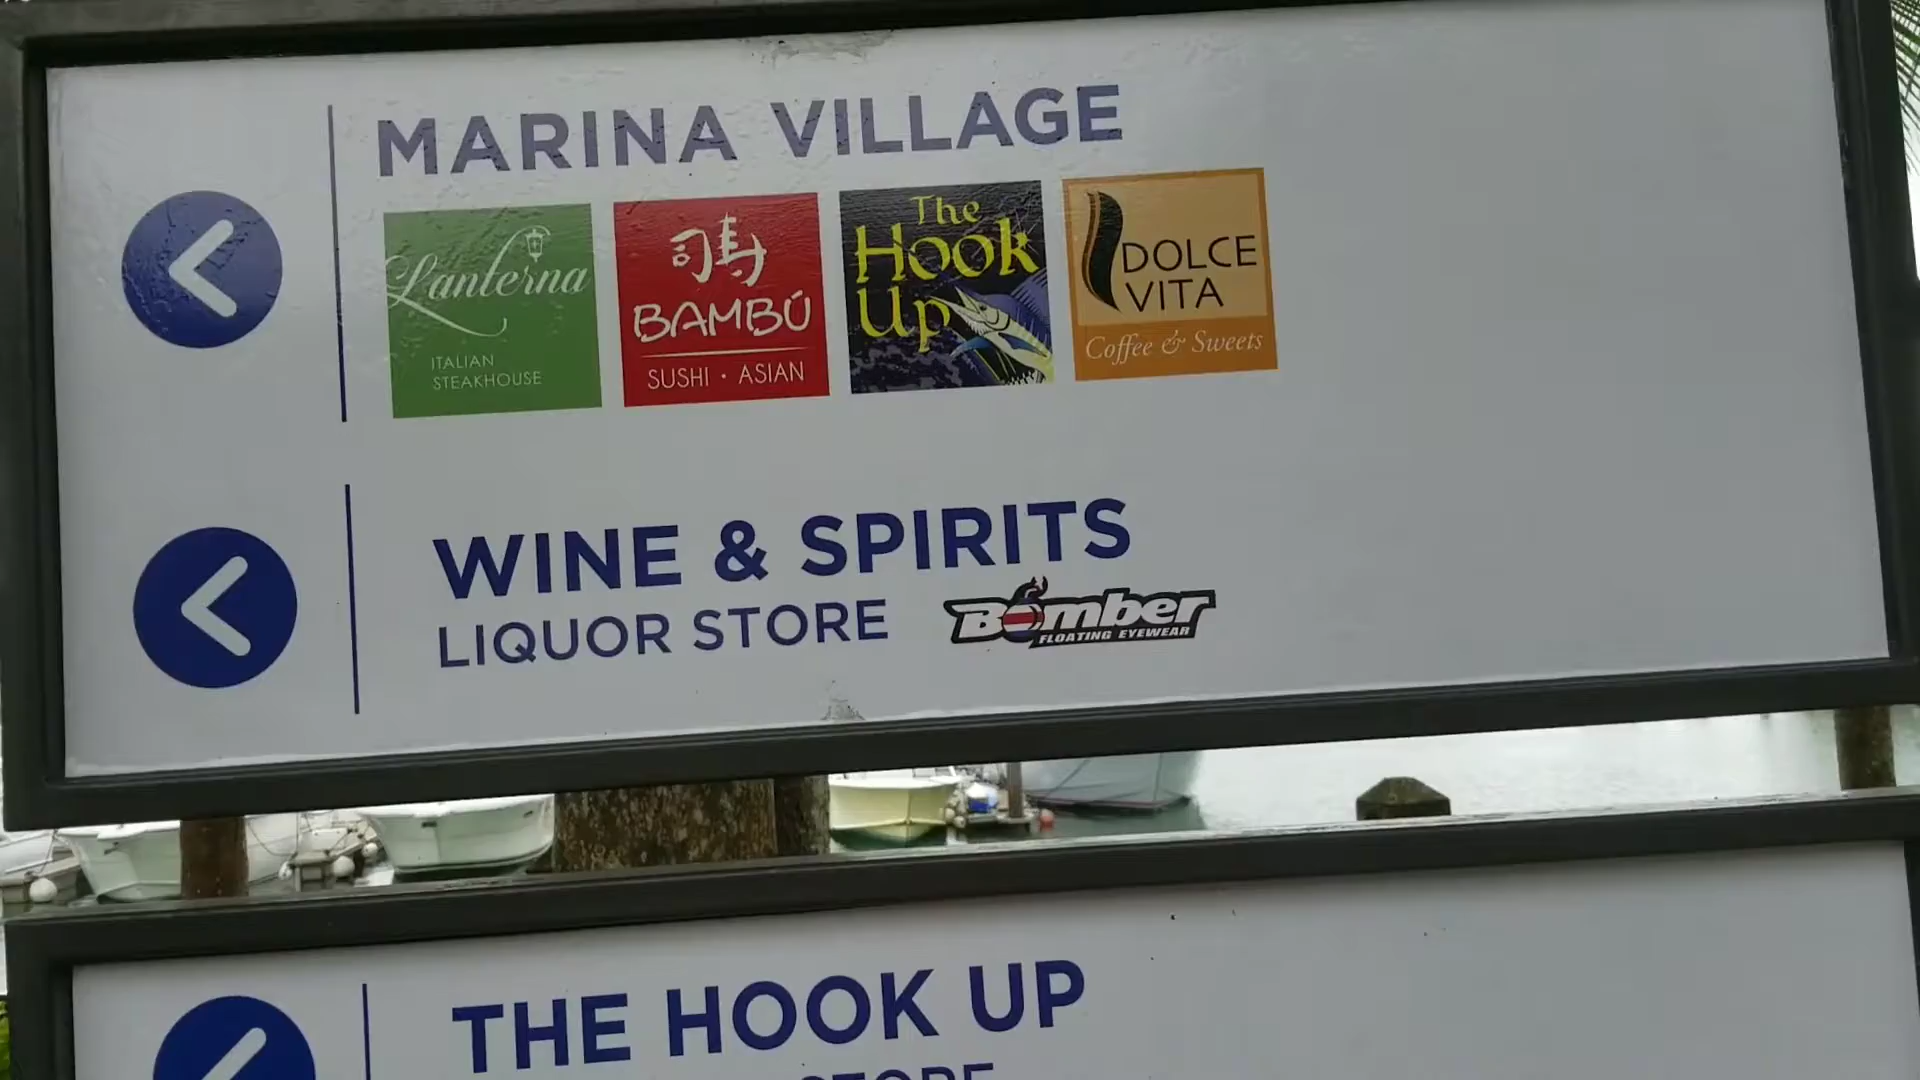 MARINA VILLAGE
Lanterna
ITALIAN
STEAKHOUSE
BAMBÚ
SUSHI • ASIAN
The
Hook
Up
DOLCE
VITA
Coffee & Sweets
WINE & SPIRITS
LIQUOR STORE
Bomber
FLOATING EYEWEAR
THE HOOK UP
STORE